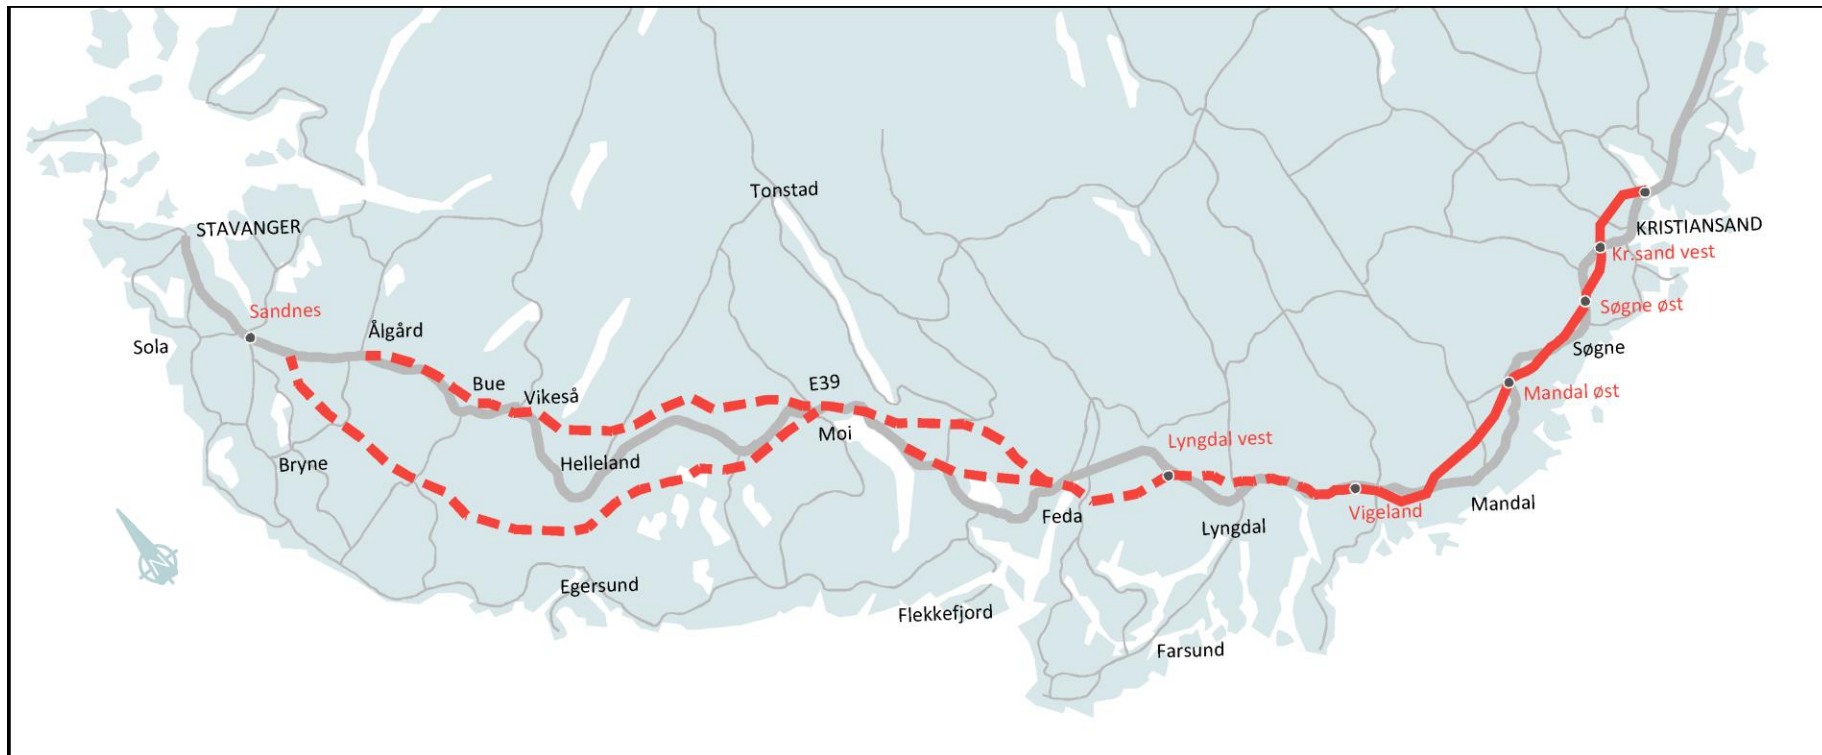 Tonstad
STAVANGER
KRISTIANSAND
Kr.sand vest
Sandnes
Søgne øst
Ålgård
Sola
Søgne
E39
Bue
Vikeså
Mandal øst
Moi
Lyngdal vest
Helleland
Bryne
Mandal
Vigeland
Feda
Lyngdal
Egersund
Flekkefjord
Farsund
N